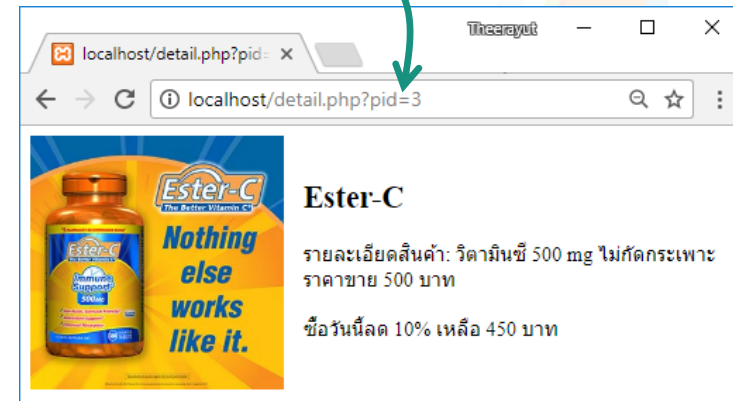 Theerayut
localhost/detail.php?pid=
localhost/detail.php?pid=3
Ester-C
The Better Vitamin C
Nothing
else
works
like it.
Ester-C
Immune
Support
500MG
Ester-C
รายละเอียดสินค้า: วิตามินซี 500 mg ไม่กัดกระเพาะ
ราคาขาย 500 บาท
ซื้อวันนี้ลด 10% เหลือ 450 บาท